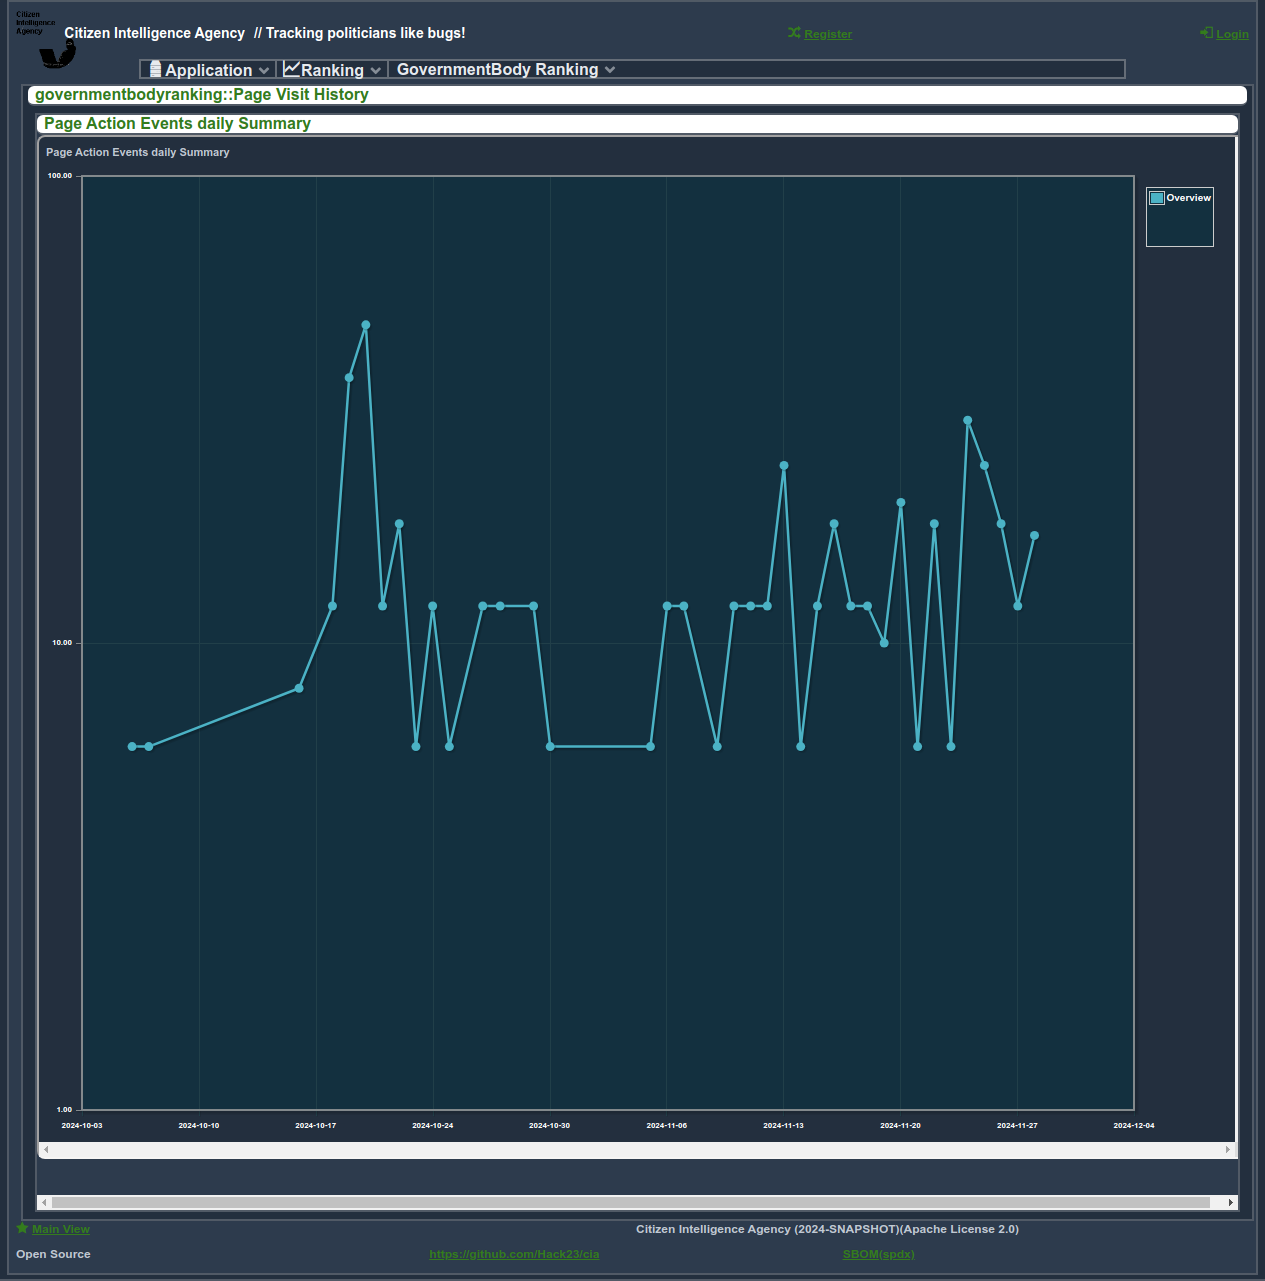 Citizen
Intelligence
Agency
Citizen Intelligence Agency // Tracking politicians like bugs!
Register
Login
Application
Ranking
GovernmentBody Ranking
governmentbodyranking::Page Visit History
Page Action Events daily Summary
Page Action Events daily Summary
100.00
Overview
10.00
1.00
2024-10-03
2024-10-10
2024-10-17
2024-10-24
2024-10-30
2024-11-06
2024-11-13
2024-11-20
2024-11-27
2024-12-04
Main View
Citizen Intelligence Agency (2024-SNAPSHOT)(Apache License 2.0)
Open Source
https://github.com/Hack23/cia
SBOM(spdx)